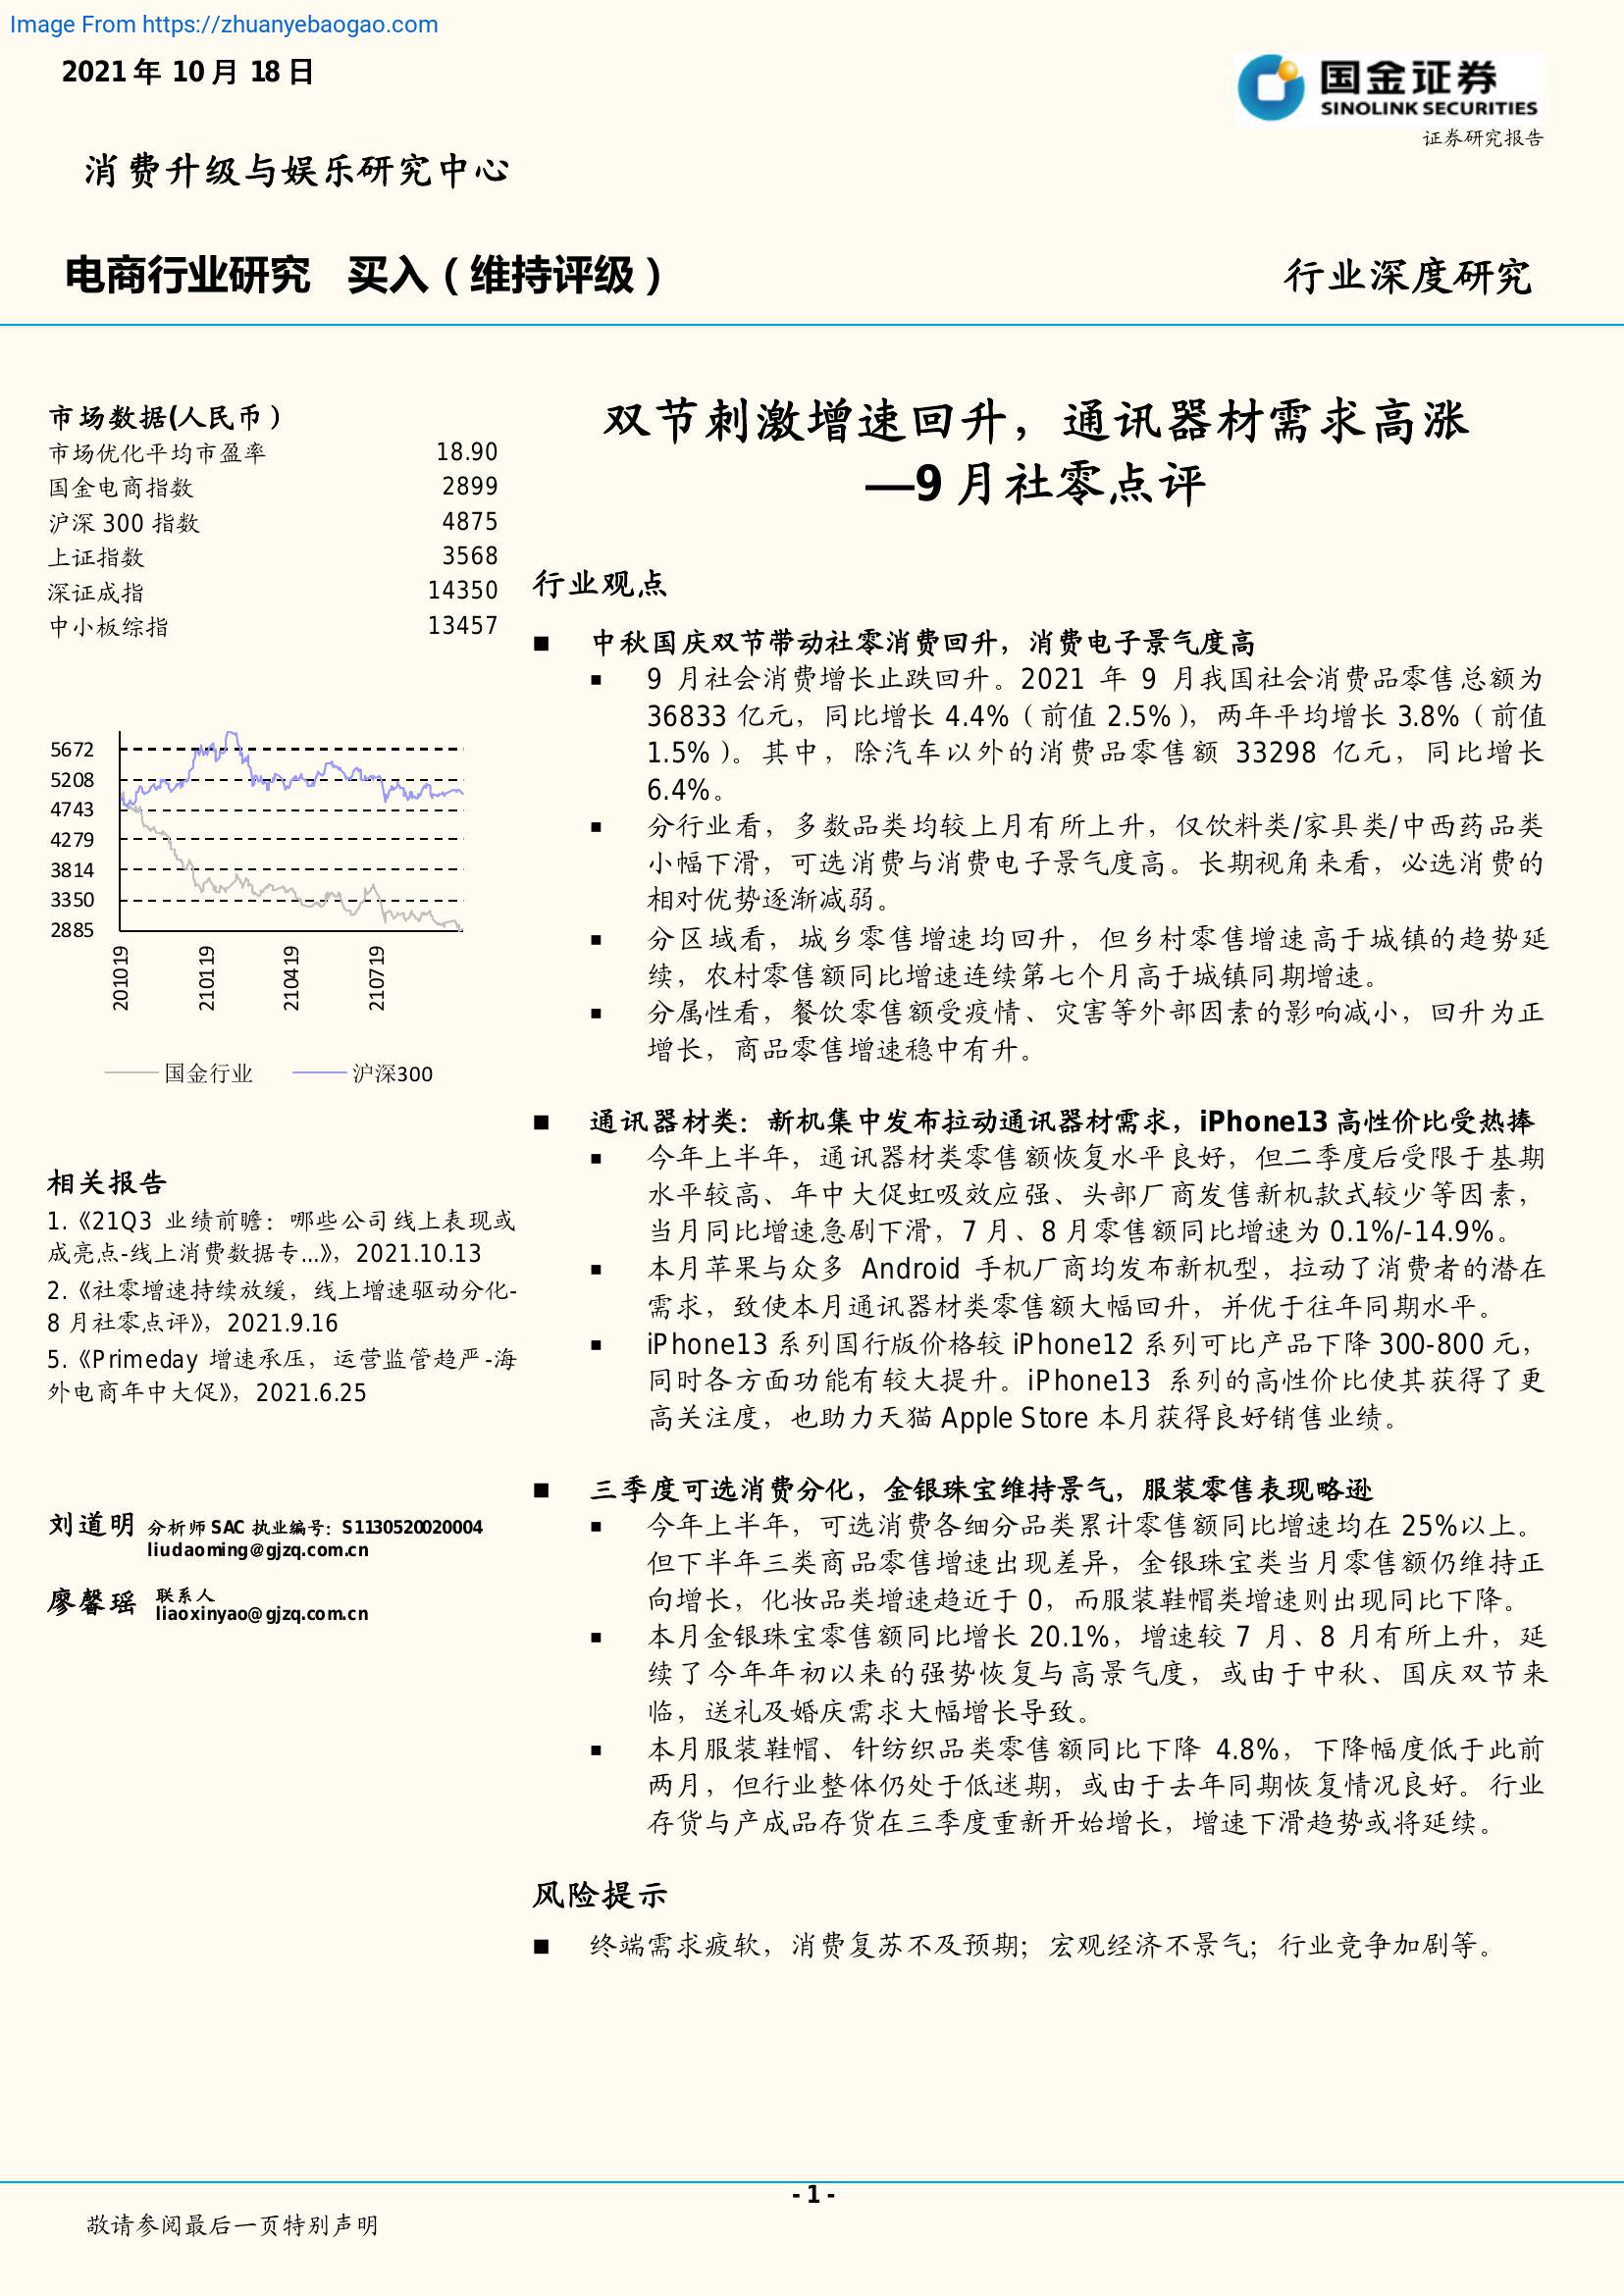 Image From https://zhuanyebaogao.com
2021 年 10 月 18 日
国金证券
SINOLINK SECURITIES
证券研究报告
消费升级与娱乐研究中心
电商行业研究 买入（维持评级）
行业深度研究
市场数据(人民币）
市场优化平均市盈率 18.90
国金电商指数 2899
沪深 300 指数 4875
上证指数 3568
深证成指 14350
中小板综指 13457
5672
5208
4743
4279
3814
3350
2885
201019
210119
210419
210719
国金行业 沪深300
相关报告
1.《21Q3 业绩前瞻：哪些公司线上表现或
成亮点-线上消费数据专...》，2021.10.13
2.《社零增速持续放缓，线上增速驱动分化-
8 月社零点评》，2021.9.16
5.《Primeday 增速承压，运营监管趋严-海
外电商年中大促》，2021.6.25
刘道明 分析师 SAC 执业编号：S1130520020004
liudaoming@gjzq.com.cn
廖馨瑶 联系人
liaoxinyao@gjzq.com.cn
双节刺激增速回升，通讯器材需求高涨
—9 月社零点评
行业观点
■ 中秋国庆双节带动社零消费回升，消费电子景气度高
■ 9 月社会消费增长止跌回升。2021 年 9 月我国社会消费品零售总额为
36833 亿元，同比增长 4.4%（前值 2.5%），两年平均增长 3.8%（前值
1.5%）。其中，除汽车以外的消费品零售额 33298 亿元，同比增长
6.4%。
■ 分行业看，多数品类均较上月有所上升，仅饮料类/家具类/中西药品类
小幅下滑，可选消费与消费电子景气度高。长期视角来看，必选消费的
相对优势逐渐减弱。
■ 分区域看，城乡零售增速均回升，但乡村零售增速高于城镇的趋势延
续，农村零售额同比增速连续第七个月高于城镇同期增速。
■ 分属性看，餐饮零售额受疫情、灾害等外部因素的影响减小，回升为正
增长，商品零售增速稳中有升。
■ 通讯器材类：新机集中发布拉动通讯器材需求，iPhone13 高性价比受热捧
■ 今年上半年，通讯器材类零售额恢复水平良好，但二季度后受限于基期
水平较高、年中大促虹吸效应强、头部厂商发售新机款式较少等因素，
当月同比增速急剧下滑，7 月、8 月零售额同比增速为 0.1%/-14.9%。
■ 本月苹果与众多 Android 手机厂商均发布新机型，拉动了消费者的潜在
需求，致使本月通讯器材类零售额大幅回升，并优于往年同期水平。
■ iPhone13 系列国行版价格较 iPhone12 系列可比产品下降 300-800 元，
同时各方面功能有较大提升。iPhone13 系列的高性价比使其获得了更
高关注度，也助力天猫 Apple Store 本月获得良好销售业绩。
■ 三季度可选消费分化，金银珠宝维持景气，服装零售表现略逊
■ 今年上半年，可选消费各细分品类累计零售额同比增速均在 25%以上。
但下半年三类商品零售增速出现差异，金银珠宝类当月零售额仍维持正
向增长，化妆品类增速趋近于 0，而服装鞋帽类增速则出现同比下降。
■ 本月金银珠宝零售额同比增长 20.1%，增速较 7 月、8 月有所上升，延
续了今年年初以来的强势恢复与高景气度，或由于中秋、国庆双节来
临，送礼及婚庆需求大幅增长导致。
■ 本月服装鞋帽、针纺织品类零售额同比下降 4.8%，下降幅度低于此前
两月，但行业整体仍处于低迷期，或由于去年同期恢复情况良好。行业
存货与产成品存货在三季度重新开始增长，增速下滑趋势或将延续。
风险提示
■ 终端需求疲软，消费复苏不及预期；宏观经济不景气；行业竞争加剧等。
- 1 -
敬请参阅最后一页特别声明